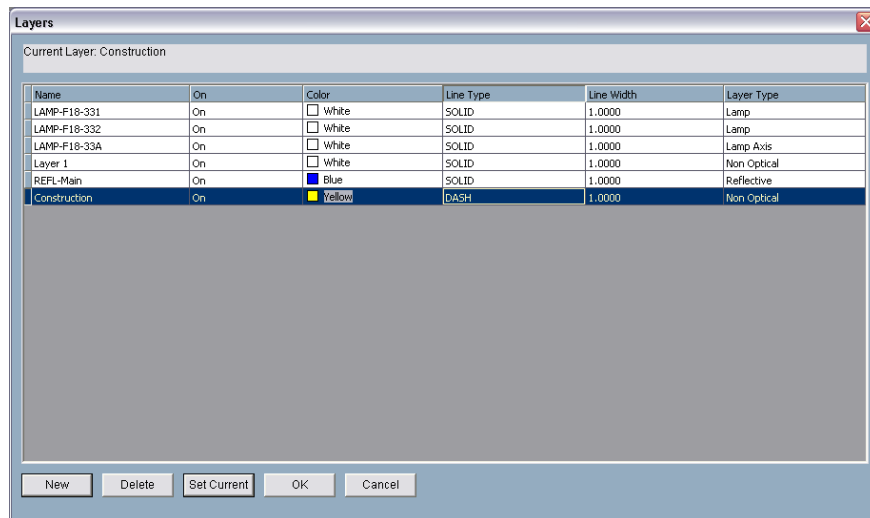 Layers
Current Layer: Construction
Name On Color Line Type Line Width Layer Type
LAMP-F18-331 On White SOLID 1.0000 Lamp
LAMP-F18-332 On White SOLID 1.0000 Lamp
LAMP-F18-33A On White SOLID 1.0000 Lamp Axis
Layer 1 On White SOLID 1.0000 Non Optical
REFL-Main On Blue SOLID 1.0000 Reflective
Construction On Yellow DASH 1.0000 Non Optical
New Delete Set Current OK Cancel